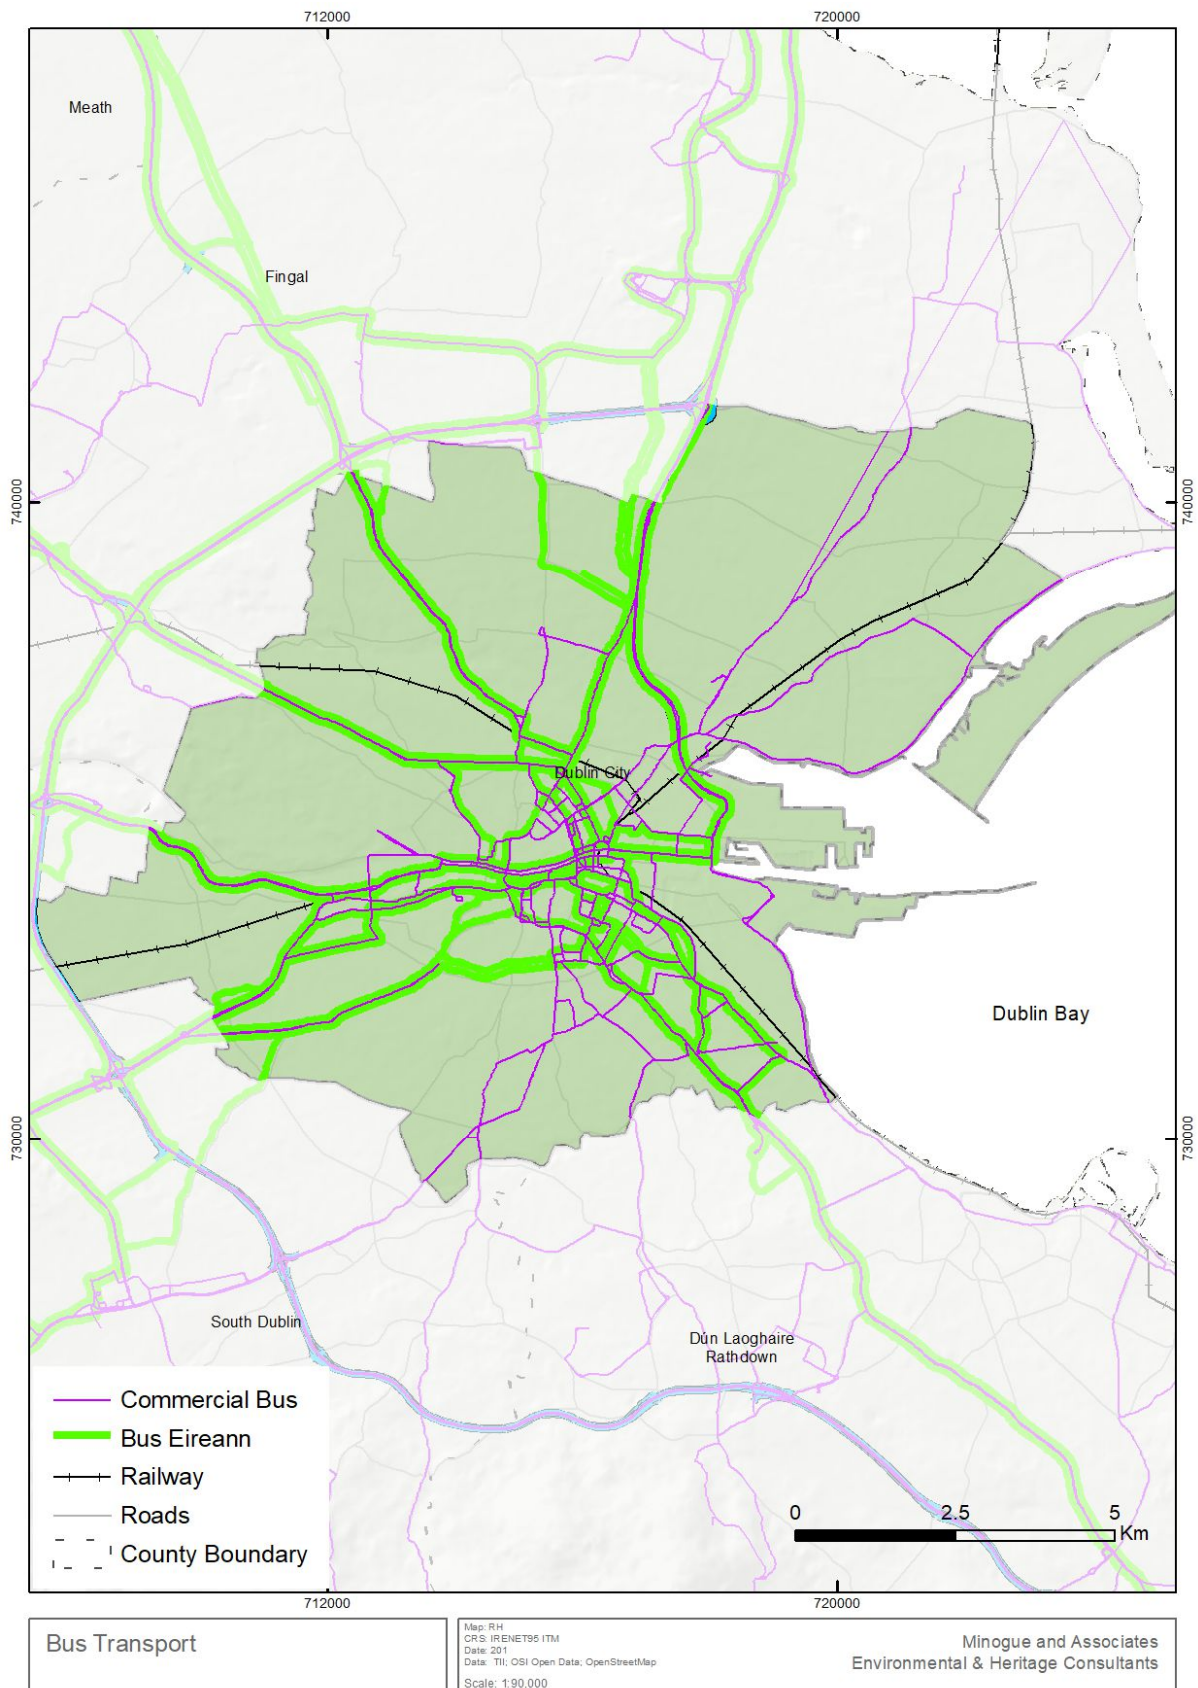 712000
720000
Meath
Fingal
740000
740000
Dublin City
Dublin Bay
730000
730000
South Dublin
Dún Laoghaire
Rathdown
Commercial Bus
Bus Eireann
Railway
Roads
County Boundary
0 2.5 5
Km
712000
720000
Bus Transport
Map: RH
CRS: IRENET95 ITM
Date: 201
Data: TII; OSI Open Data; OpenStreetMap
Scale: 1:90,000
Minogue and Associates
Environmental & Heritage Consultants